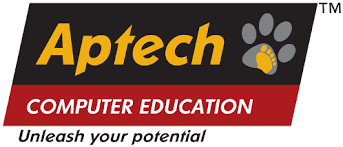 Aptech
TM
COMPUTER EDUCATION
Unleash your potential